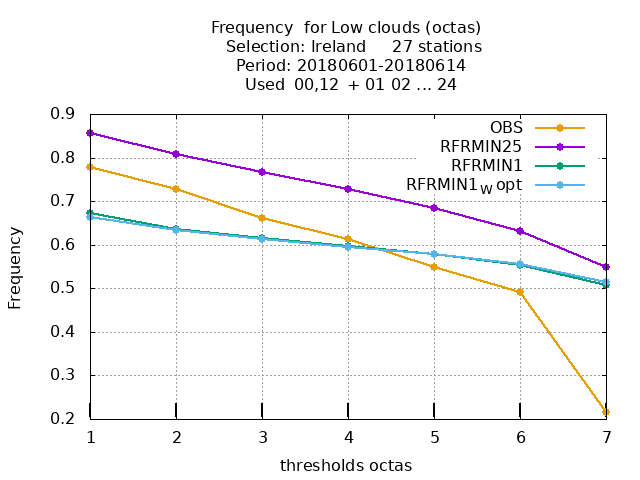 Frequency for Low clouds (octas)
Selection: Ireland 27 stations
Period: 20180601-20180614
Used 00,12 + 01 02 ... 24
OBS
RFRMIN25
RFRMIN1
RFRMIN1W opt
0.9
0.8
0.7
0.6
0.5
0.4
0.3
0.2
Frequency
1 2 3 4 5 6 7
thresholds octas